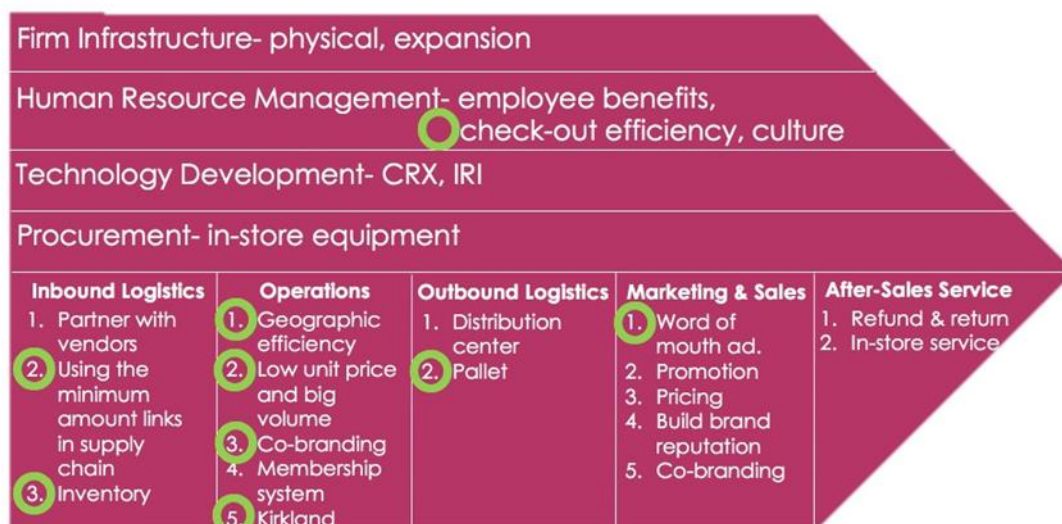 Firm Infrastructure- physical, expansion
Human Resource Management- employee benefits,
check-out efficiency, culture
Technology Development- CRX, IRI
Procurement- in-store equipment
Inbound Logistics
1. Partner with
vendors
2. Using the
minimum
amount links
in supply
chain
3. Inventory
Operations
1. Geographic
efficiency
2. Low unit price
and big
volume
3. Co-branding
4. Membership
system
5. Kirkland
Outbound Logistics
1. Distribution
center
2. Pallet
Marketing & Sales
1. Word of
mouth ad.
2. Promotion
3. Pricing
4. Build brand
reputation
5. Co-branding
After-Sales Service
1. Refund & return
2. In-store service